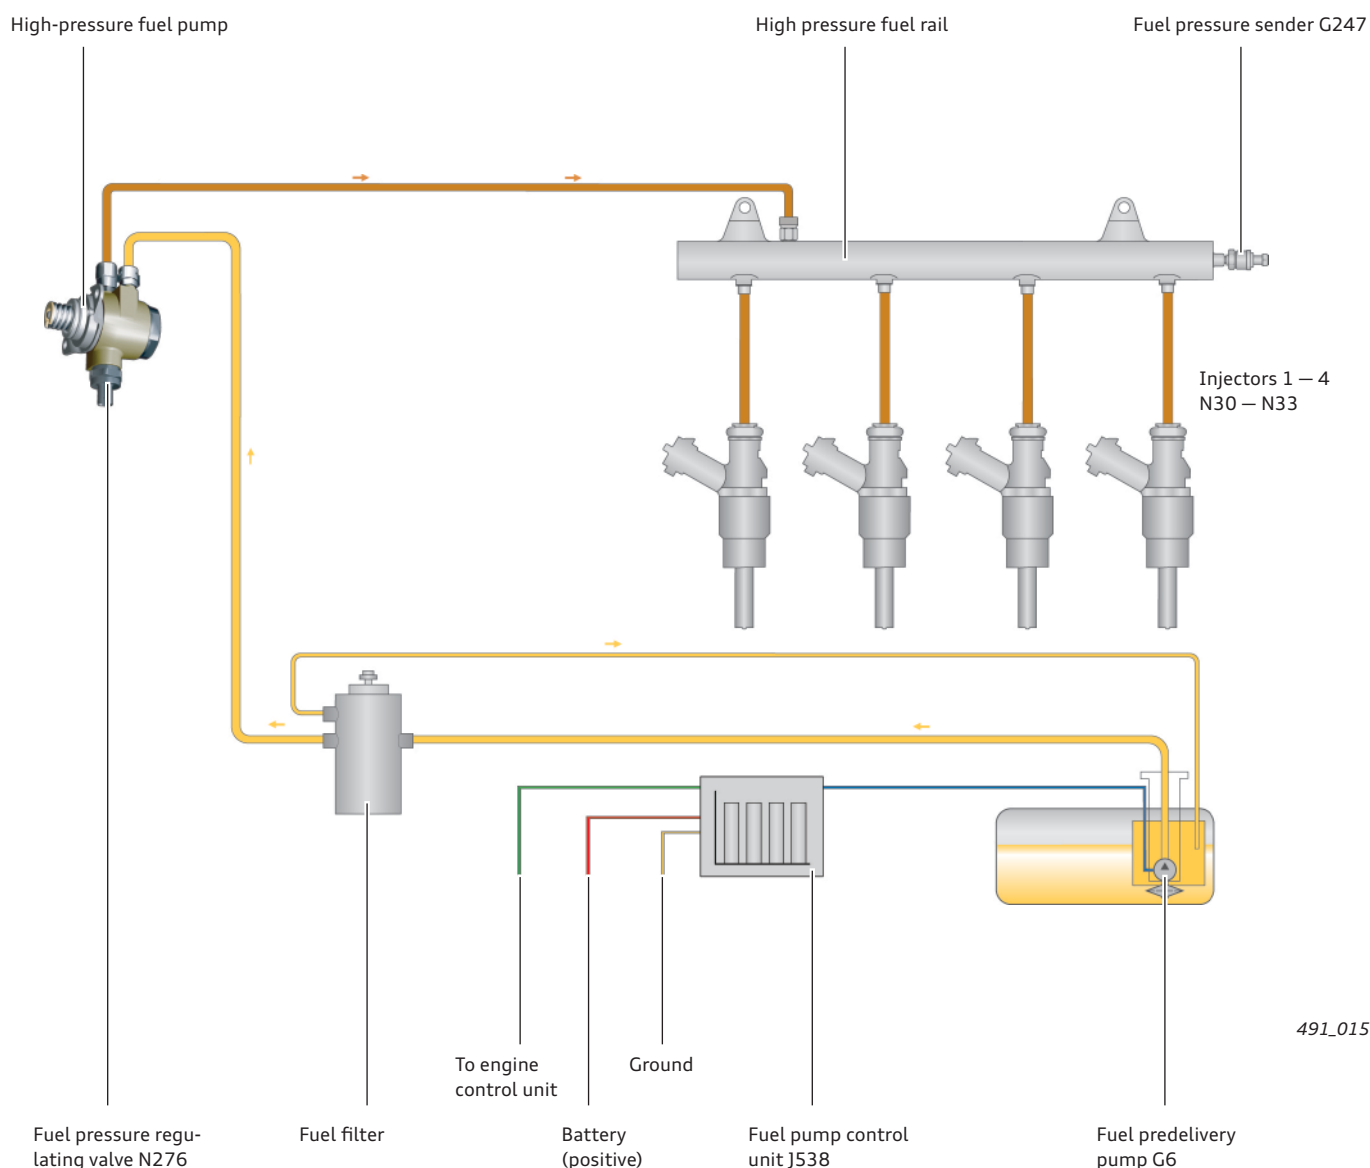 High-pressure fuel pump
High pressure fuel rail
Fuel pressure sender G247
Injectors 1 — 4
N30 — N33
491_015
To engine
control unit
Ground
Fuel pressure regu-
lating valve N276
Fuel filter
Battery
(positive)
Fuel pump control
unit J538
Fuel predelivery
pump G6